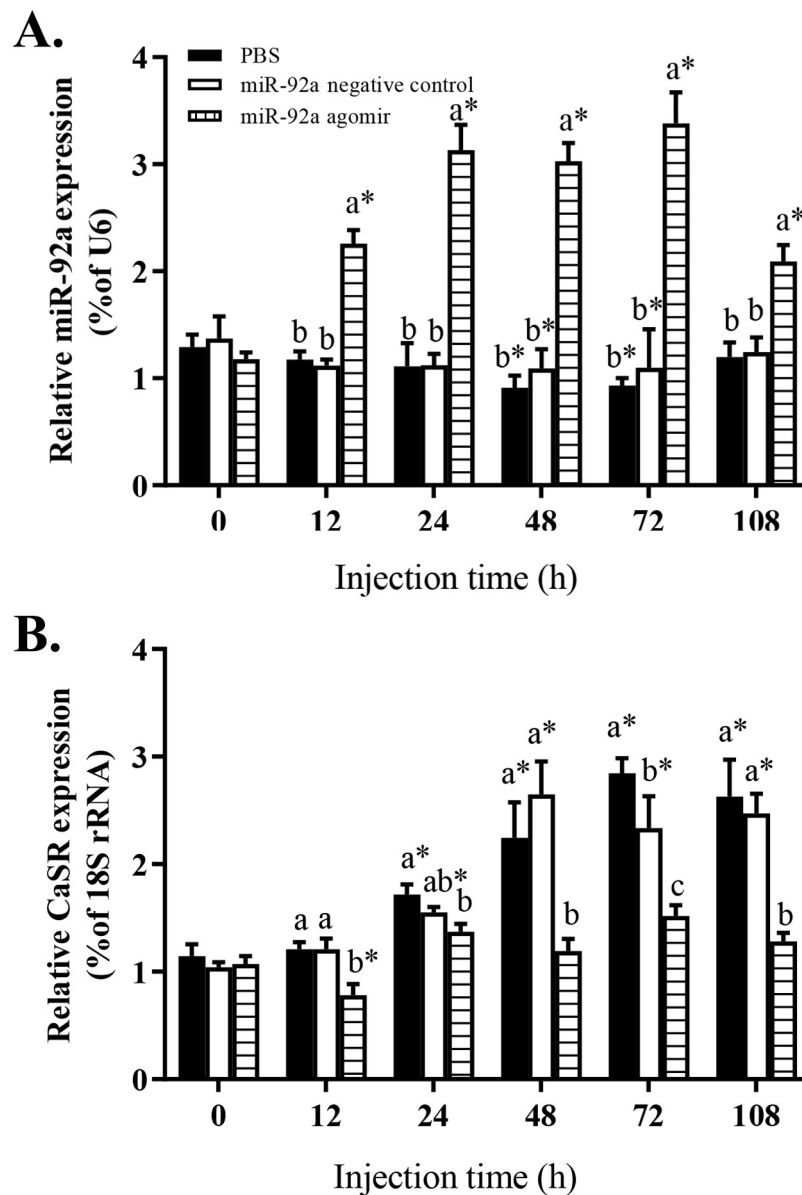 A.
PBS
miR-92a negative control
miR-92a agomir
Relative miR-92a expression
(%of U6)
4
3
2
1
0
b b a*
b b a*
b* b* a*
b* b* a*
b b a*
0 12 24 48 72 108
Injection time (h)
B.
Relative CaSR expression
(%of 18S rRNA)
4
3
2
1
0
a a b*
a* ab* b
a* a* b
a* b* c
a* a* b
0 12 24 48 72 108
Injection time (h)